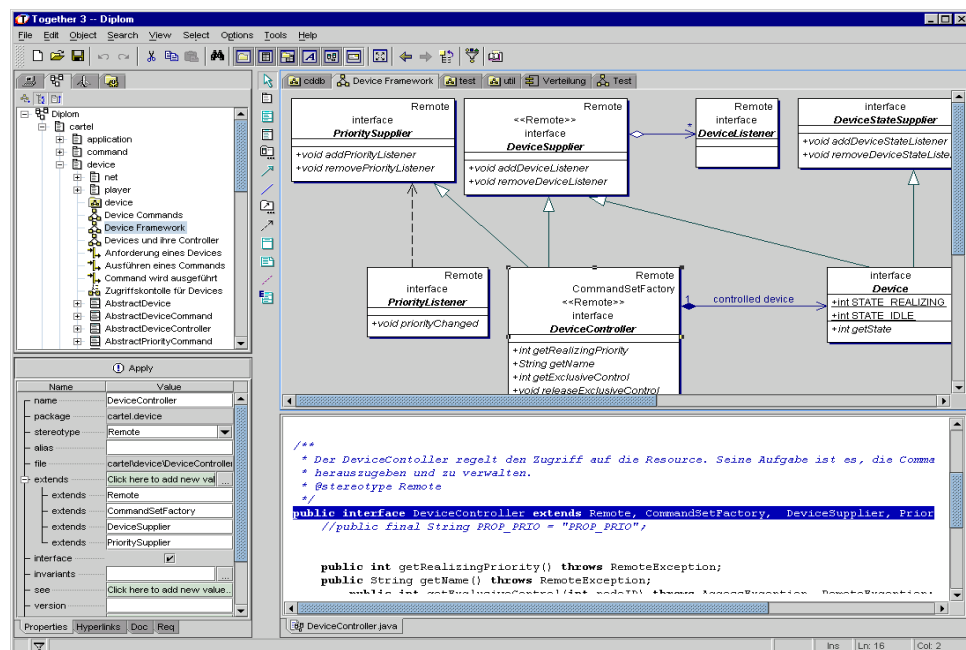 Together 3 -- Diplom
File Edit Object Search View Select Options Tools Help
cddb Device Framework test util Verteilung Test
Diplom
cartel
application
command
device
net
player
device
Device Commands
Device Framework
Devices und ihre Controller
Anforderung eines Devices
Ausführen eines Commands
Command wird ausgeführt
Zugriffskontolle für Devices
AbstractDevice
AbstractDeviceCommand
AbstractDeviceController
AbstractPriorityCommand
Remote
interface
PrioritySupplier
+void addPriorityListener
+void removePriorityListener
Remote
<<Remote>>
interface
DeviceSupplier
+void addDeviceListener
+void removeDeviceListener
*
Remote
interface
DeviceListener
interface
DeviceStateSupplier
+void addDeviceStateListener
+void removeDeviceStateListe
Remote
interface
PriorityListener
+void priorityChanged
Remote
CommandSetFactory
<<Remote>>
interface
DeviceController
+int getRealizingPriority
+String getName
+int getExclusiveControl
+void releaseExclusiveControl
1 controlled device
interface
Device
+int STATE_REALIZING
+int STATE_IDLE
+int getState
Apply
Name Value
name DeviceController
package cartel.device
stereotype Remote
alias
file cartel\device\DeviceController
extends Click here to add new val ...
extends Remote
extends CommandSetFactory
extends DeviceSupplier
extends PrioritySupplier
interface
invariants ...
see Click here to add new value...
version
Properties Hyperlinks Doc Req
/**
* Der DeviceContoller regelt den Zugriff auf die Resource. Seine Aufgabe ist es, die Comma
* herauszugeben und zu verwalten.
* @stereotype Remote
*/
public interface DeviceController extends Remote, CommandSetFactory, DeviceSupplier, Prior
//public final String PROP_PRIO = "PROP_PRIO";
public int getRealizingPriority() throws RemoteException;
public String getName() throws RemoteException;
public int getExclusiveControl(int nodeID) throws AccessException, RemoteException;
DeviceController.java
Ins Ln: 16 Col: 2